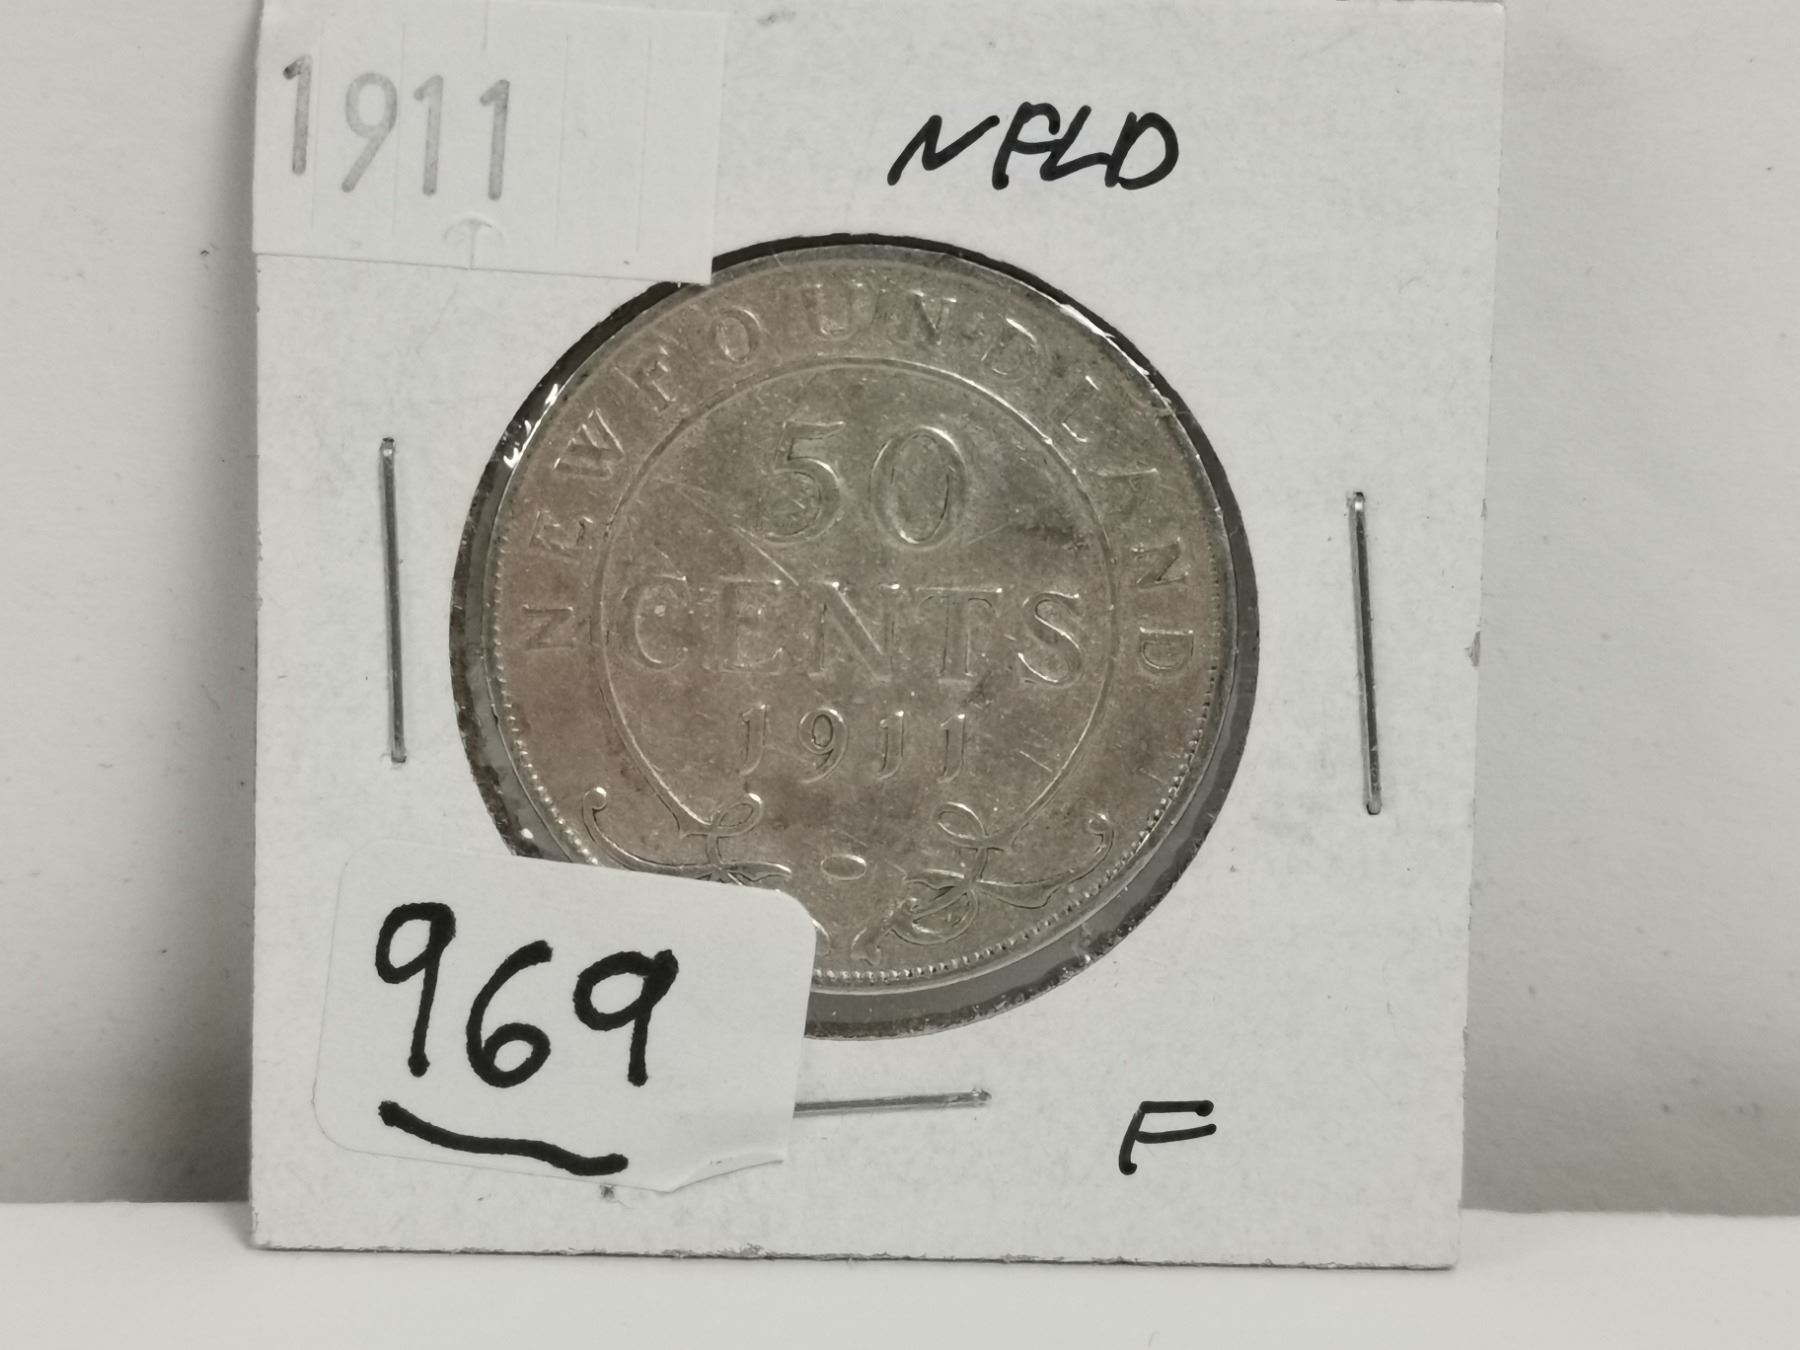 1911
NFLD
NEWFOUNDLAND
50
CENTS
1911
969
F